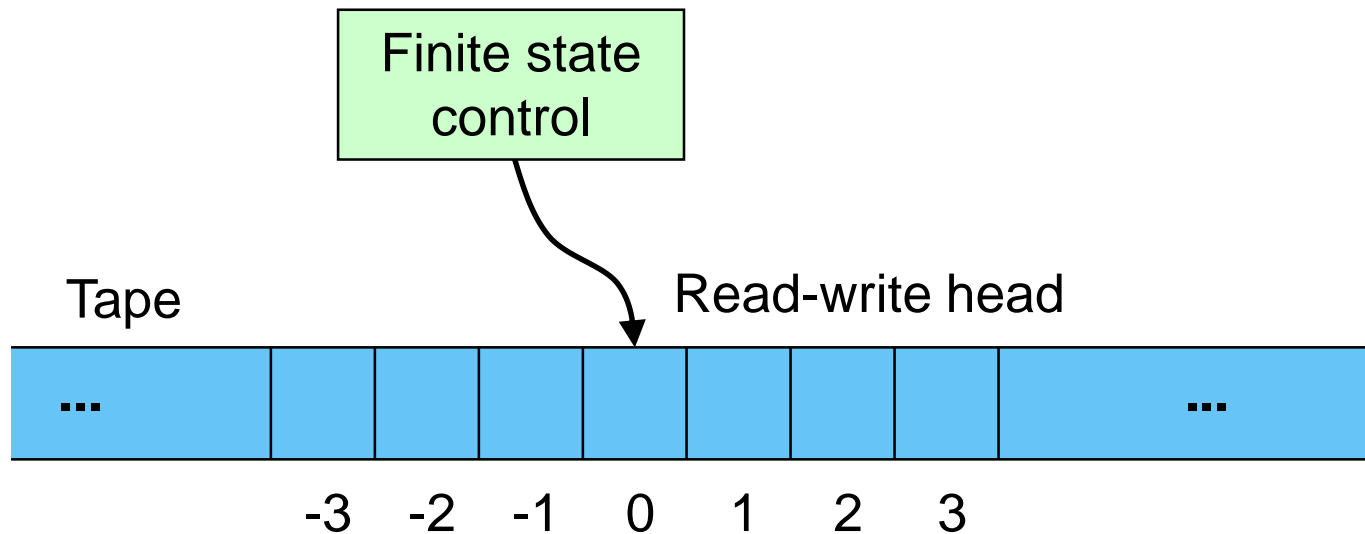 Finite state
control
Tape
Read-write head
... ...
-3 -2 -1 0 1 2 3